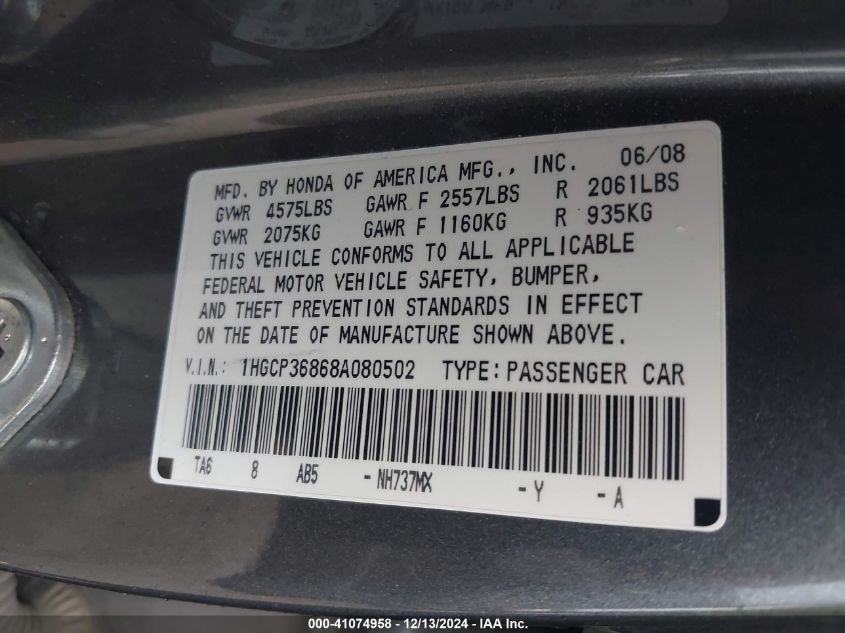 MFD. BY HONDA OF AMERICA MFG., INC. 06/08
GVWR 4575LBS GAWR F 2557LBS R 2061LBS
GVWR 2075KG GAWR F 1160KG R 935KG
THIS VEHICLE CONFORMS TO ALL APPLICABLE
FEDERAL MOTOR VEHICLE SAFETY, BUMPER,
AND THEFT PREVENTION STANDARDS IN EFFECT
ON THE DATE OF MANUFACTURE SHOWN ABOVE.
V.I.N.: 1HGCP36868A080502 TYPE: PASSENGER CAR
TA6 8 AB5 - NH737MX - Y - A
000-41074958 - 12/13/2024 - IAA Inc.